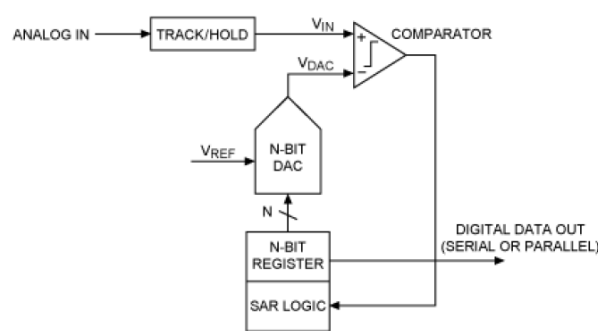 ANALOG IN
TRACK/HOLD
VIN
COMPARATOR
+
VDAC
−
VREF
N-BIT
DAC
N
DIGITAL DATA OUT
(SERIAL OR PARALLEL)
N-BIT
REGISTER
SAR LOGIC